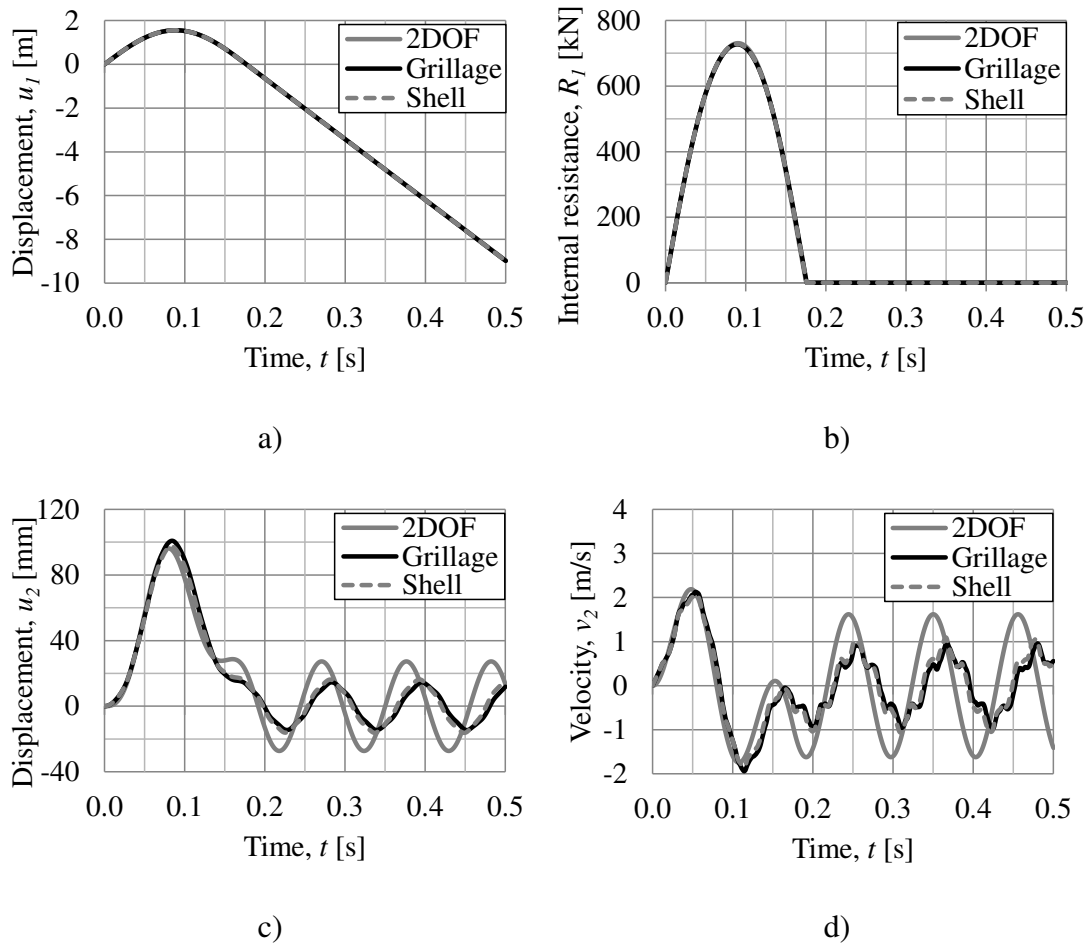 Displacement, u1 [m]
2
0
-2
-4
-6
-8
-10
0.0 0.1 0.2 0.3 0.4 0.5
Time, t [s]
2DOF
Grillage
Shell
a)
Internal resistance, R1 [kN]
800
600
400
200
0
0.0 0.1 0.2 0.3 0.4 0.5
Time, t [s]
2DOF
Grillage
Shell
b)
Displacement, u2 [mm]
120
80
40
0
-40
0.0 0.1 0.2 0.3 0.4 0.5
Time, t [s]
2DOF
Grillage
Shell
c)
Velocity, v2 [m/s]
4
3
2
1
0
-1
-2
0.0 0.1 0.2 0.3 0.4 0.5
Time, t [s]
2DOF
Grillage
Shell
d)